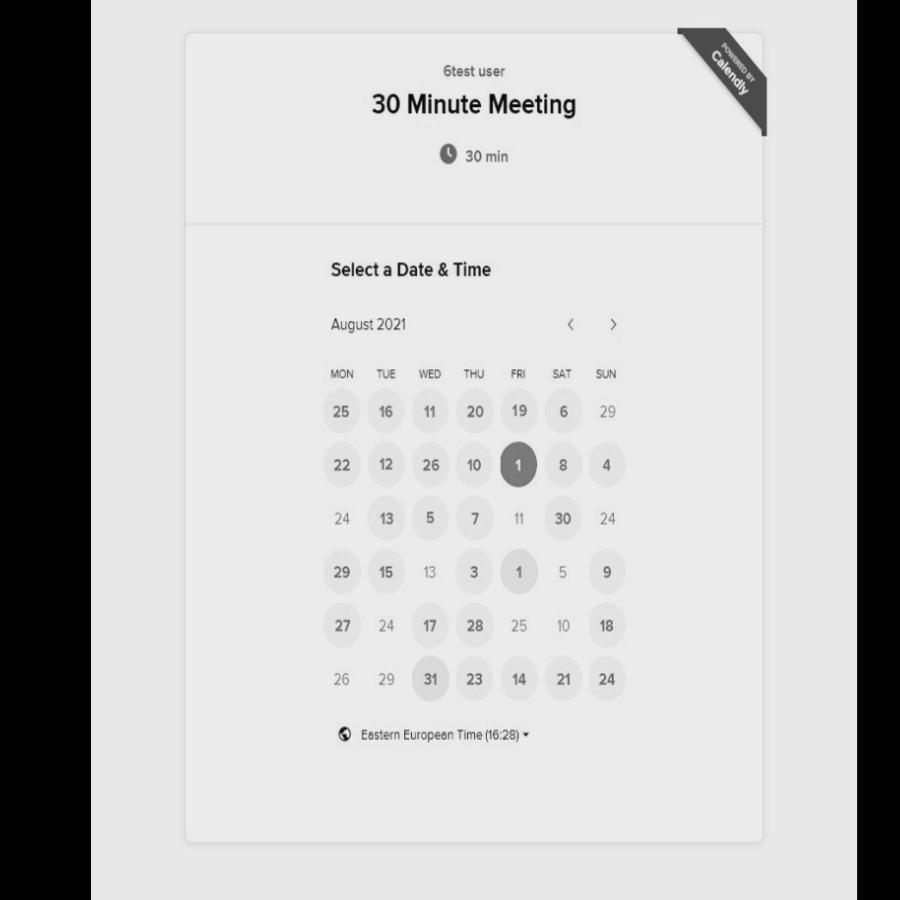 POWERED BY
Calendly
6test user
30 Minute Meeting
30 min
Select a Date & Time
August 2021
MON TUE WED THU FRI SAT SUN
25 16 11 20 19 6 29
22 12 26 10 1 8 4
24 13 5 7 11 30 24
29 15 13 3 1 5 9
27 24 17 28 25 10 18
26 29 31 23 14 21 24
Eastern European Time (16:28)